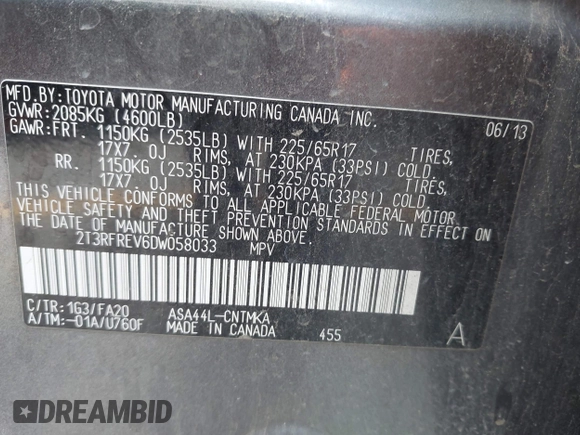 MFD.BY:TOYOTA MOTOR MANUFACTURING CANADA INC.
GVWR:2085KG (4600LB) 06/13
GAWR:FRT. 1150KG (2535LB) WITH 225/65R17 TIRES,
17X7.0J RIMS, AT 230KPA (33PSI) COLD.
RR. 1150KG (2535LB) WITH 225/65R17 TIRES,
17X7.0J RIMS, AT 230KPA (33PSI) COLD.
THIS VEHICLE CONFORMS TO ALL APPLICABLE FEDERAL MOTOR
VEHICLE SAFETY AND THEFT PREVENTION STANDARDS IN EFFECT ON
THE DATE OF MANUFACTURE SHOWN ABOVE.
2T3RFREV6DW058033 MPV
C/TR:1G3/FA20 ASA44L-CNTMKA
A/TM:-01A/U760F MADE IN CANADA 455 A
DREAMBID